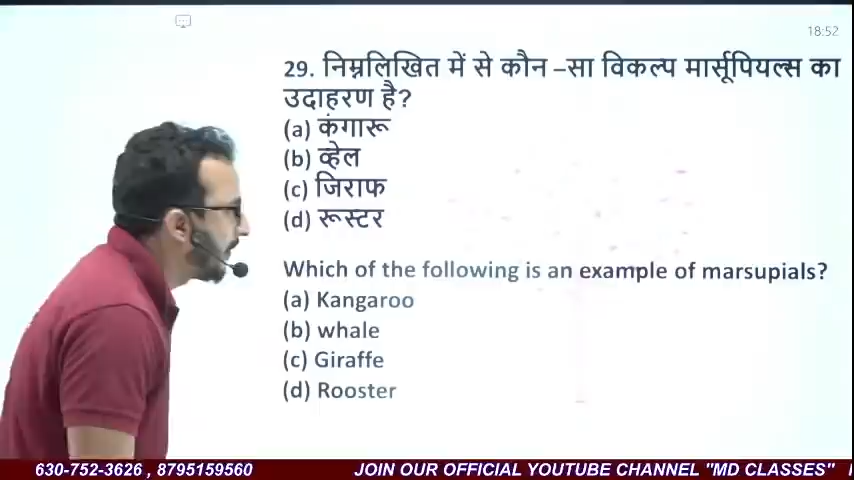 18:52
29. निम्नलिखित में से कौन –सा विकल्प मार्सूपियल्स का
उदाहरण है?
(a) कंगारू
(b) व्हेल
(c) जिराफ
(d) रूस्टर
Which of the following is an example of marsupials?
(a) Kangaroo
(b) whale
(c) Giraffe
(d) Rooster
630-752-3626 , 8795159560 JOIN OUR OFFICIAL YOUTUBE CHANNEL "MD CLASSES"